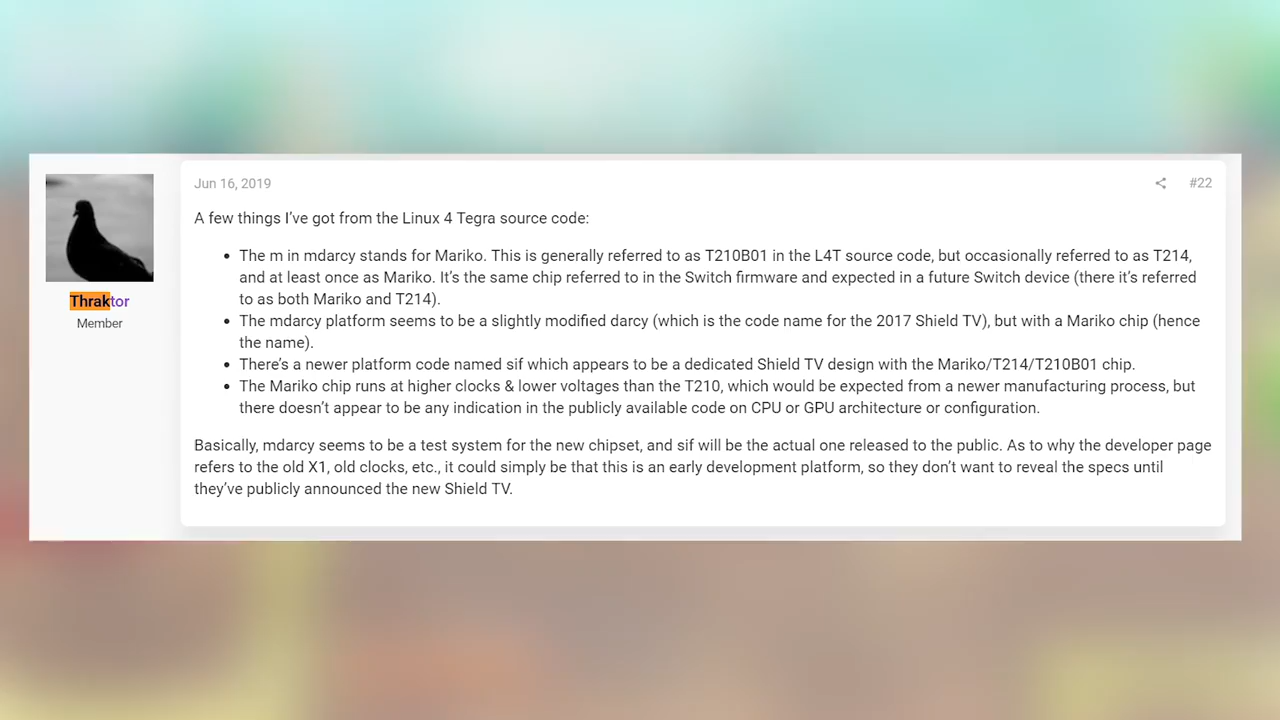 Jun 16, 2019
#22
A few things I’ve got from the Linux 4 Tegra source code:
Thraktor
Member
• The m in mdarcy stands for Mariko. This is generally referred to as T210B01 in the L4T source code, but occasionally referred to as T214,
and at least once as Mariko. It’s the same chip referred to in the Switch firmware and expected in a future Switch device (there it’s referred
to as both Mariko and T214).
• The mdarcy platform seems to be a slightly modified darcy (which is the code name for the 2017 Shield TV), but with a Mariko chip (hence
the name).
• There’s a newer platform code named sif which appears to be a dedicated Shield TV design with the Mariko/T214/T210B01 chip.
• The Mariko chip runs at higher clocks & lower voltages than the T210, which would be expected from a newer manufacturing process, but
there doesn’t appear to be any indication in the publicly available code on CPU or GPU architecture or configuration.
Basically, mdarcy seems to be a test system for the new chipset, and sif will be the actual one released to the public. As to why the developer page
refers to the old X1, old clocks, etc., it could simply be that this is an early development platform, so they don’t want to reveal the specs until
they’ve publicly announced the new Shield TV.